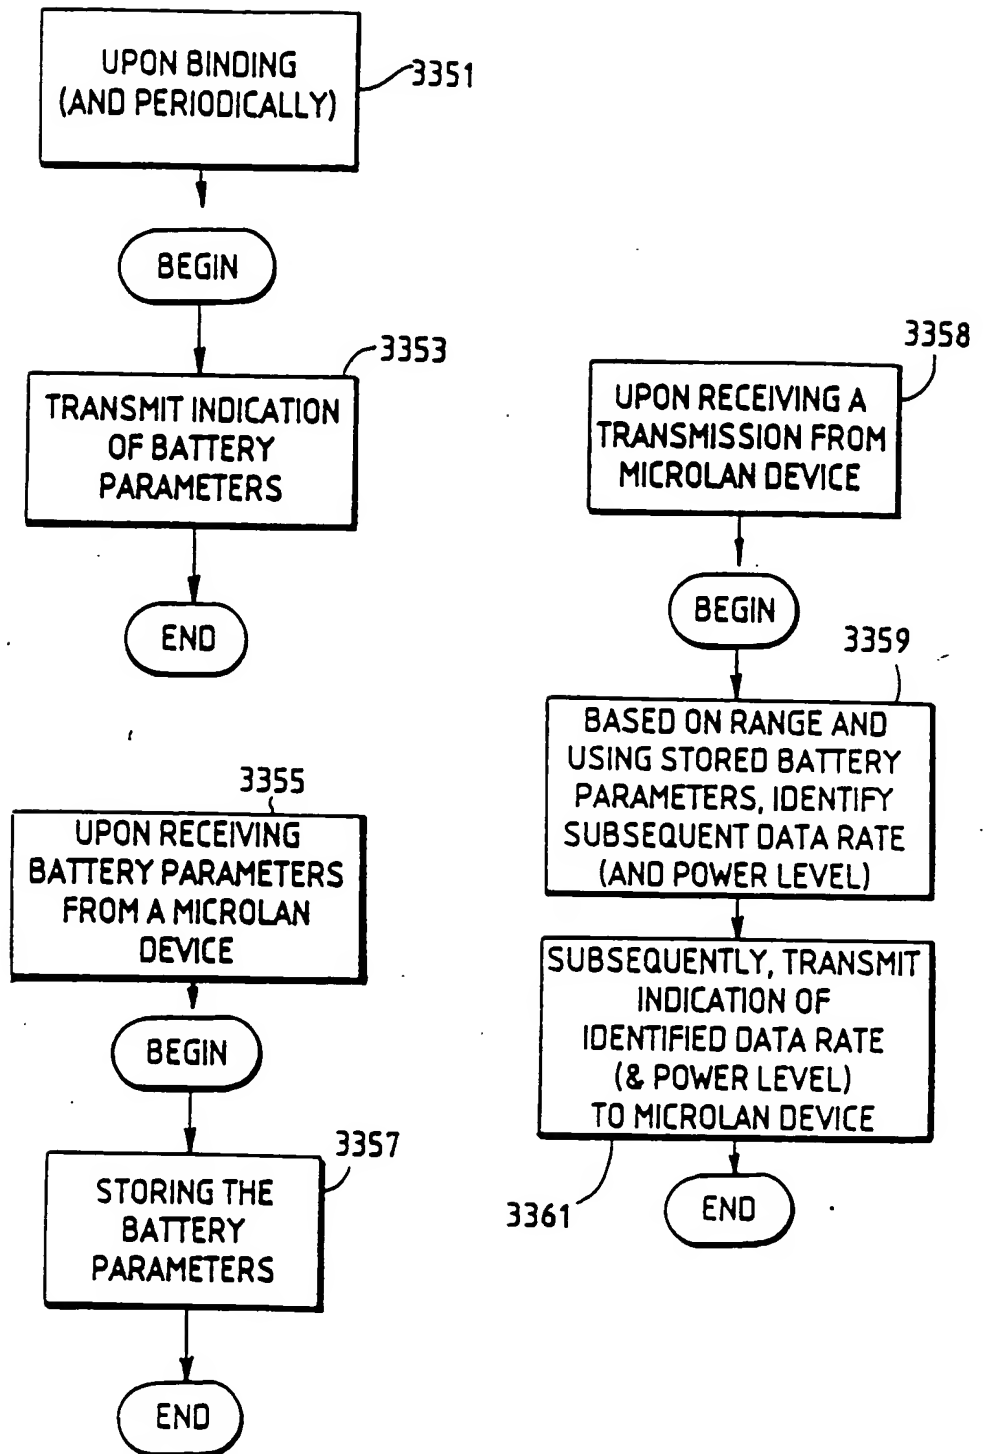 UPON BINDING
(AND PERIODICALLY)
3351
BEGIN
3353
TRANSMIT INDICATION
OF BATTERY
PARAMETERS
END
3355
UPON RECEIVING
BATTERY PARAMETERS
FROM A MICROLAN
DEVICE
BEGIN
3357
STORING THE
BATTERY
PARAMETERS
END
3358
UPON RECEIVING A
TRANSMISSION FROM
MICROLAN DEVICE
BEGIN
3359
BASED ON RANGE AND
USING STORED BATTERY
PARAMETERS, IDENTIFY
SUBSEQUENT DATA RATE
(AND POWER LEVEL)
SUBSEQUENTLY, TRANSMIT
INDICATION OF
IDENTIFIED DATA RATE
(& POWER LEVEL)
TO MICROLAN DEVICE
3361
END